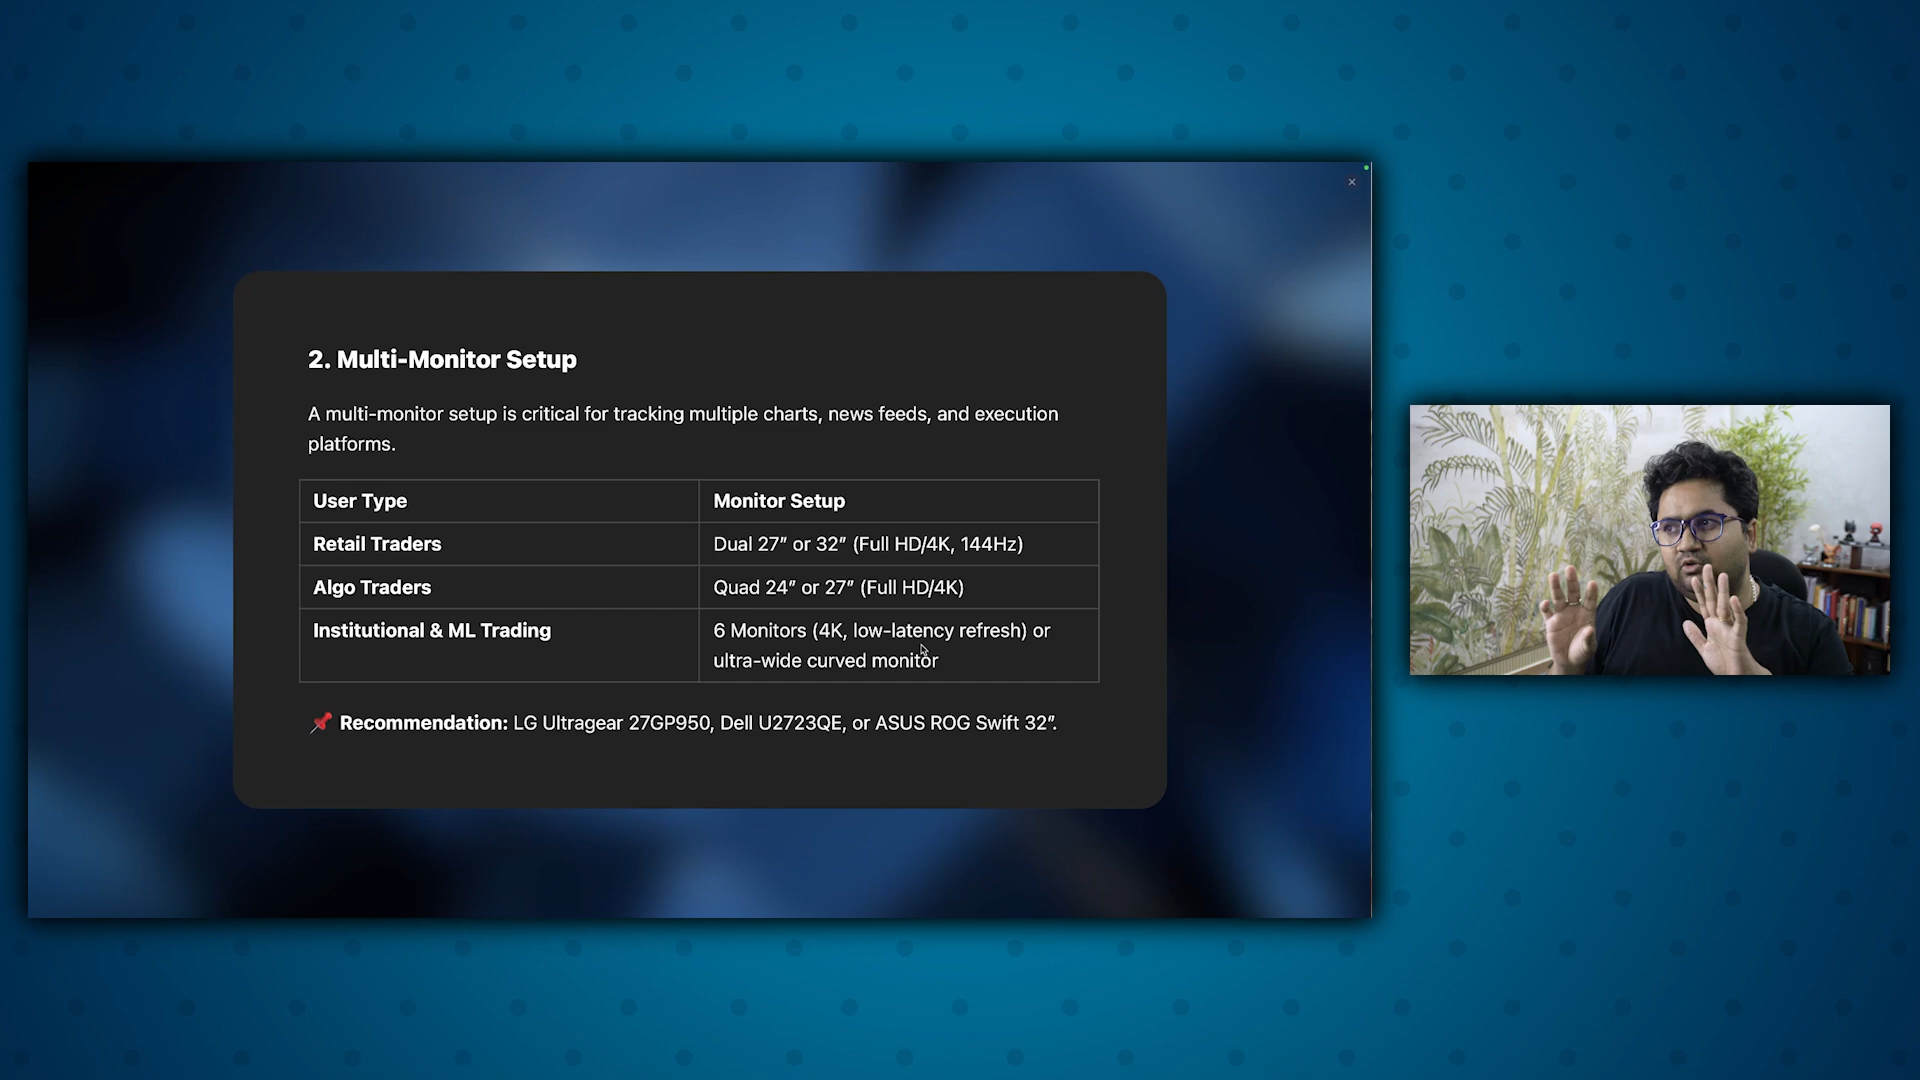 2. Multi-Monitor Setup
A multi-monitor setup is critical for tracking multiple charts, news feeds, and execution
platforms.
User Type
Monitor Setup
Retail Traders
Dual 27″ or 32″ (Full HD/4K, 144Hz)
Algo Traders
Quad 24″ or 27″ (Full HD/4K)
Institutional & ML Trading
6 Monitors (4K, low-latency refresh) or
ultra-wide curved monitor
📌 Recommendation: LG Ultragear 27GP950, Dell U2723QE, or ASUS ROG Swift 32″.